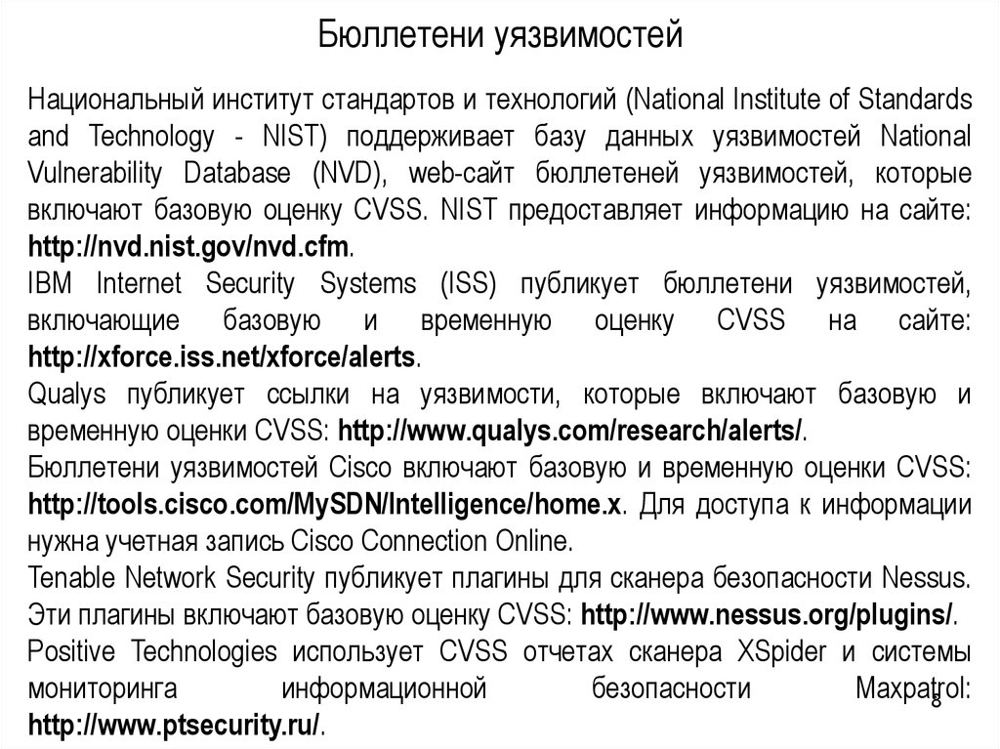 Бюллетени уязвимостей
Национальный институт стандартов и технологий (National Institute of Standards
and Technology - NIST) поддерживает базу данных уязвимостей National
Vulnerability Database (NVD), web-сайт бюллетеней уязвимостей, которые
включают базовую оценку CVSS. NIST предоставляет информацию на сайте:
http://nvd.nist.gov/nvd.cfm.
IBM Internet Security Systems (ISS) публикует бюллетени уязвимостей,
включающие базовую и временную оценку CVSS на сайте:
http://xforce.iss.net/xforce/alerts.
Qualys публикует ссылки на уязвимости, которые включают базовую и
временную оценки CVSS: http://www.qualys.com/research/alerts/.
Бюллетени уязвимостей Cisco включают базовую и временную оценки CVSS:
http://tools.cisco.com/MySDN/Intelligence/home.x. Для доступа к информации
нужна учетная запись Cisco Connection Online.
Tenable Network Security публикует плагины для сканера безопасности Nessus.
Эти плагины включают базовую оценку CVSS: http://www.nessus.org/plugins/.
Positive Technologies использует CVSS отчетах сканера XSpider и системы
мониторинга информационной безопасности Maxpatrol:
http://www.ptsecurity.ru/.
8